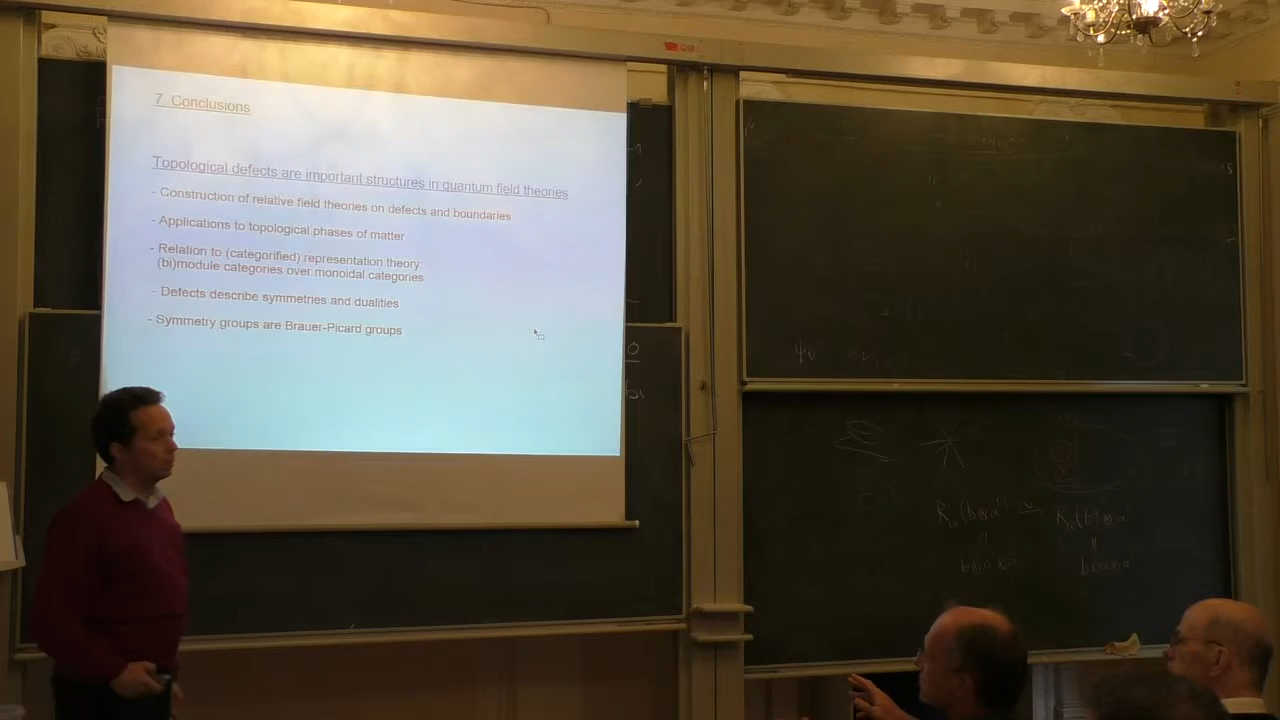 7. Conclusions
Topological defects are important structures in quantum field theories
- Construction of relative field theories on defects and boundaries
- Applications to topological phases of matter
- Relation to (categorified) representation theory:
(bi)module categories over monoidal categories
- Defects describe symmetries and dualities
- Symmetry groups are Brauer-Picard groups